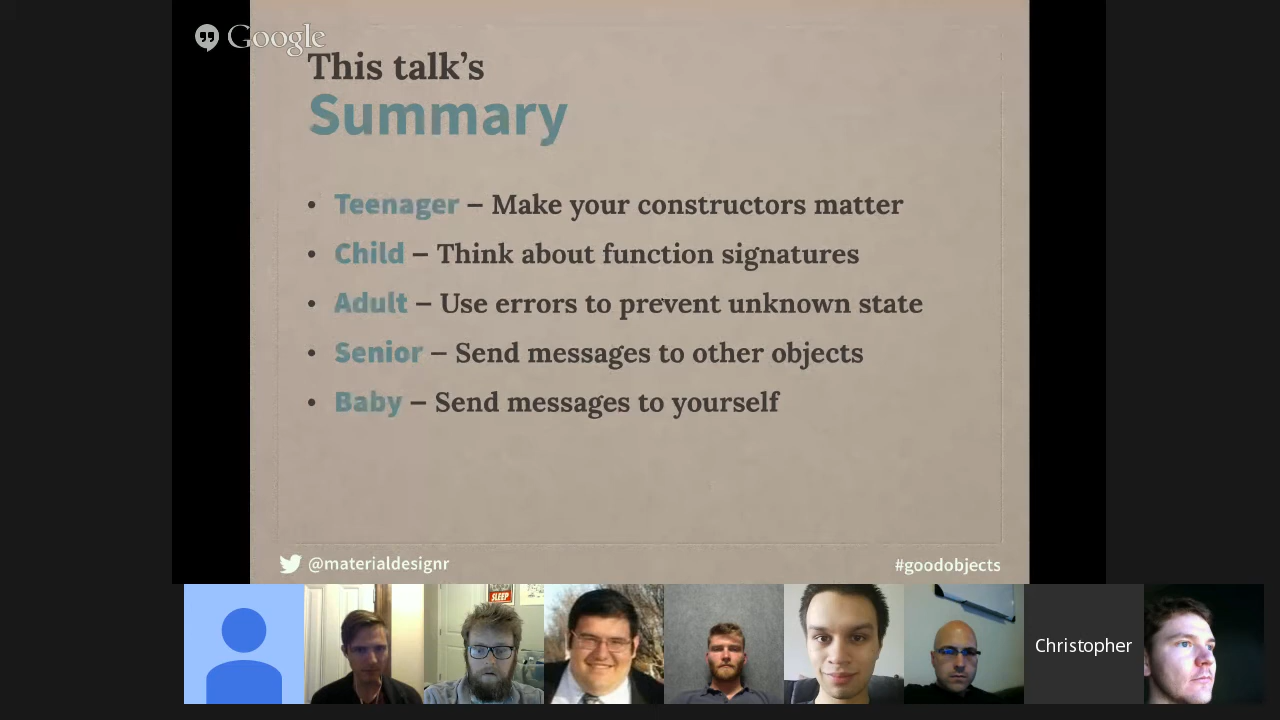 Google
This talk's
Summary
• Teenager – Make your constructors matter
• Child – Think about function signatures
• Adult – Use errors to prevent unknown state
• Senior – Send messages to other objects
• Baby – Send messages to yourself
@materialdesignr
#goodobjects
SLEEP
Christopher